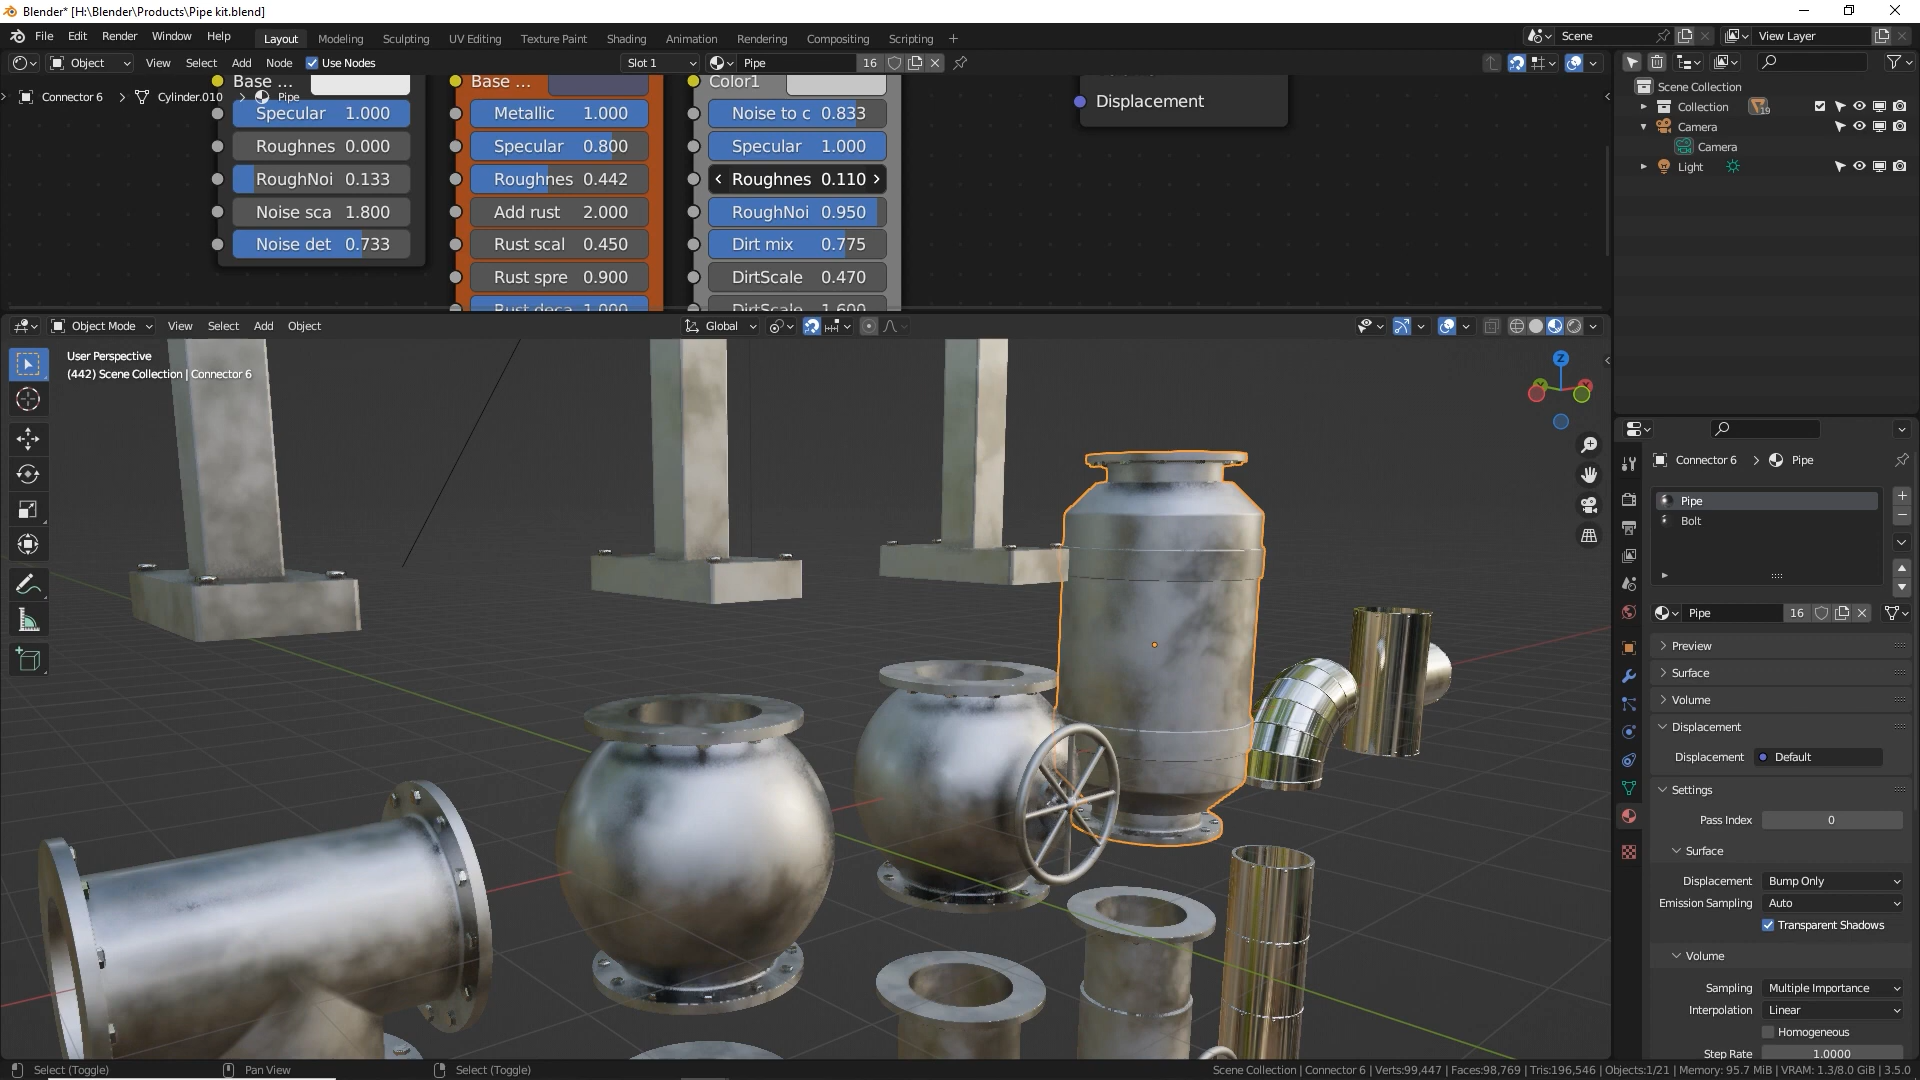 Blender* [H:\Blender\Products\Pipe kit.blend]
File Edit Render Window Help Layout Modeling Sculpting UV Editing Texture Paint Shading Animation Rendering Compositing Scripting + Scene View Layer
Object View Select Add Object Node Use Nodes Slot 1 Pipe 16
Base ... Base ... Color1
Connector 6 > Cylinder.010 > Pipe
Specular 1.000
Roughnes 0.000
RoughNoi 0.133
Noise sca 1.800
Noise det 0.733
Metallic 1.000
Specular 0.800
Roughnes 0.442
Add rust 2.000
Rust scal 0.450
Rust spre 0.900
Rust deca 1.000
Noise to c 0.833
Specular 1.000
Roughnes 0.110
RoughNoi 0.950
Dirt mix 0.775
DirtScale 0.470
DirtScale 1.600
Displacement
Scene Collection
Collection 19
Camera
Camera
Light
Object Mode View Select Add Object Global
User Perspective
(442) Scene Collection | Connector 6
Z
Connector 6 > Pipe
Pipe
Bolt
Pipe 16
Preview
Surface
Volume
Displacement
Displacement Default
Settings
Pass Index 0
Surface
Displacement Bump Only
Emission Sampling Auto
Transparent Shadows
Volume
Sampling Multiple Importance
Interpolation Linear
Homogeneous
Step Rate 1.0000
Select (Toggle) Pan View Select (Toggle) Scene Collection | Connector 6 | Verts:99,447 | Faces:98,769 | Tris:196,546 | Objects:1/21 | Memory: 95.7 MiB | VRAM: 1.3/8.0 GiB | 3.5.0